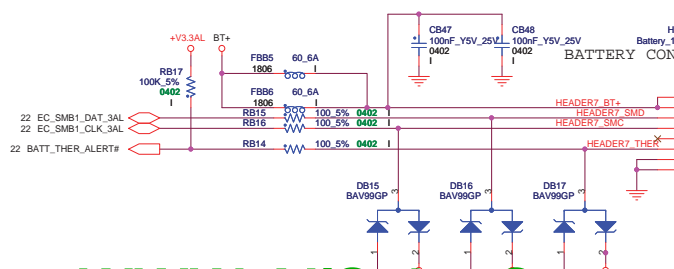 +V3.3AL
BT+
CB47
100nF_Y5V_25V
0402
I
CB48
100nF_Y5V_25V
0402
I
H
Battery_1
BATTERY CON
FBB5
60_6A
1806
I
RB17
100K_5%
0402
I
FBB6
60_6A
1806
I
22 EC_SMB1_DAT_3AL
RB15
100_5% 0402
I
HEADER7_BT+
HEADER7_SMD
22 EC_SMB1_CLK_3AL
RB16
100_5% 0402
I
HEADER7_SMC
22 BATT_THER_ALERT#
RB14
100_5% 0402
I
HEADER7_THER
DB15
BAV99GP
3
1
2
DB16
BAV99GP
3
1
2
DB17
BAV99GP
3
1
2